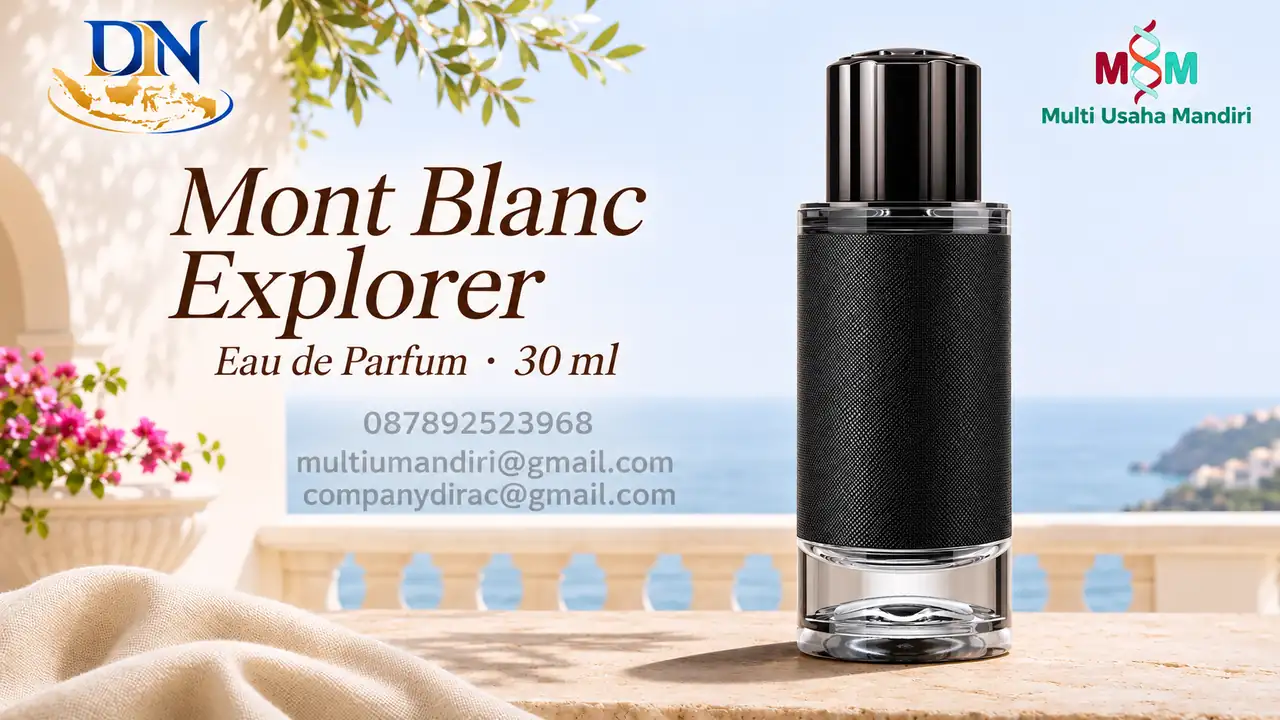 DN
MSM
Multi Usaha Mandiri
Mont Blanc
Explorer
Eau de Parfum • 30 ml
087892523968
multiumandiri@gmail.com
companydirac@gmail.com